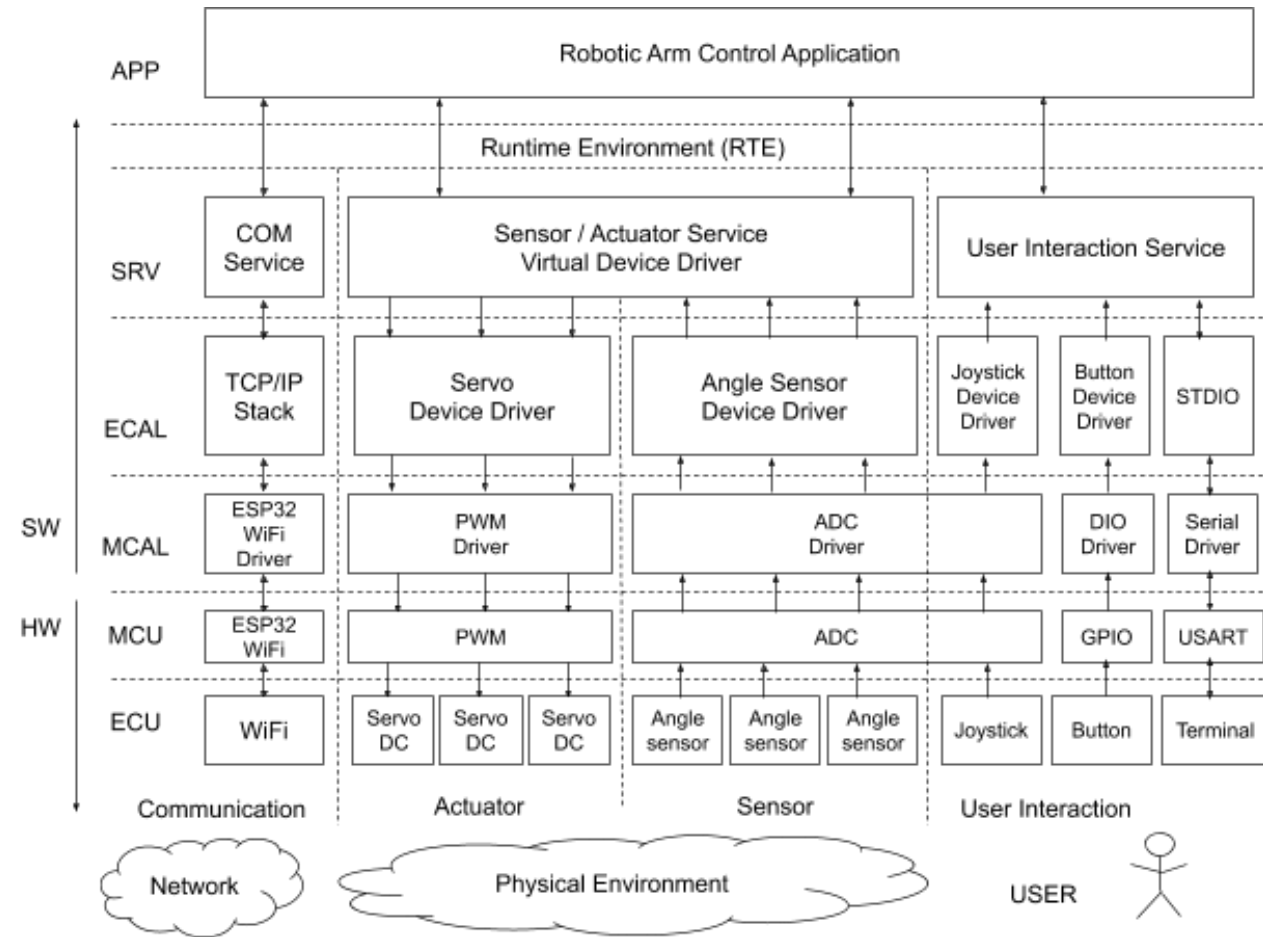 Robotic Arm Control Application
APP
Runtime Environment (RTE)
COM
Service
Sensor / Actuator Service
Virtual Device Driver
User Interaction Service
SRV
TCP/IP
Stack
Servo
Device Driver
Angle Sensor
Device Driver
Joystick
Device
Driver
Button
Device
Driver
STDIO
ECAL
SW
MCAL
ESP32
WiFi
Driver
PWM
Driver
ADC
Driver
DIO
Driver
Serial
Driver
HW
MCU
ESP32
WiFi
PWM
ADC
GPIO
USART
ECU
WiFi
Servo
DC
Servo
DC
Servo
DC
Angle
sensor
Angle
sensor
Angle
sensor
Joystick
Button
Terminal
Communication
Actuator
Sensor
User Interaction
Network
Physical Environment
USER